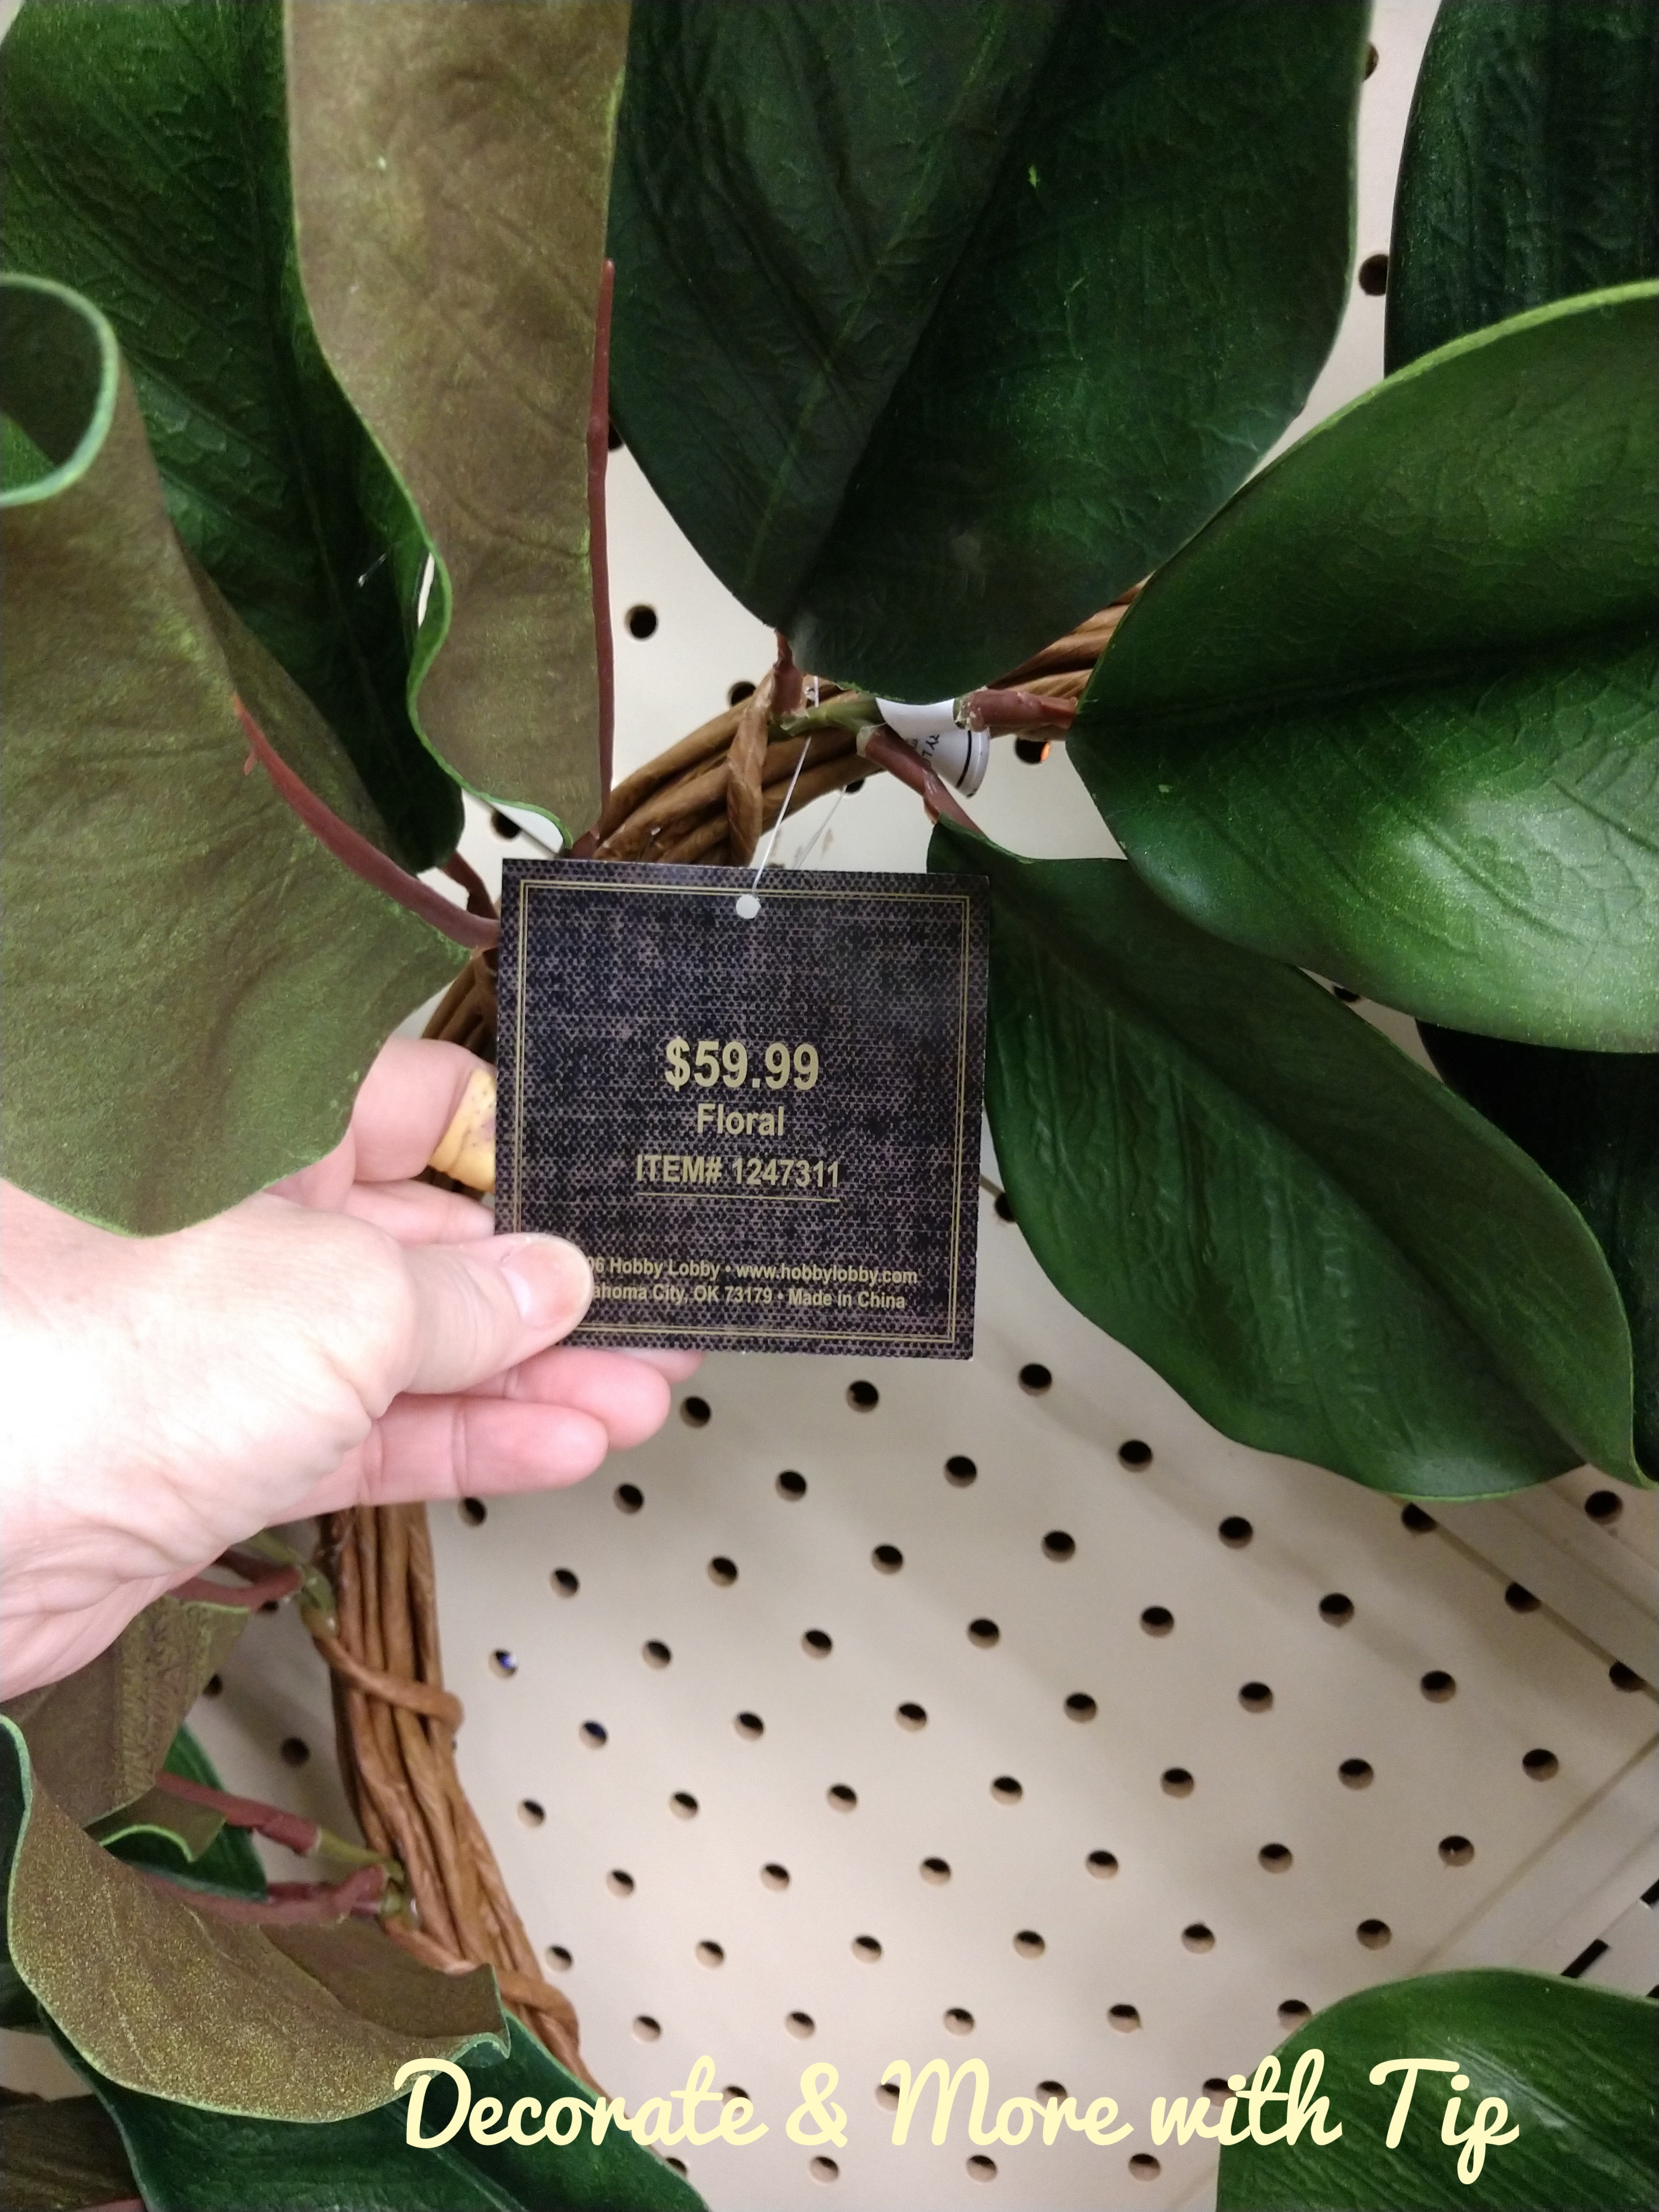 $59.99
Floral
ITEM# 1247311
Hobby Lobby • www.hobbylobby.com
City, OK 73179 • Made in China
Decorate & More with Tip